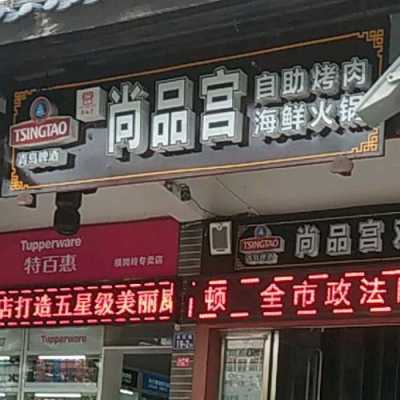 尚品宫
自助烤肉
海鲜火锅
TSINGTAO
青岛啤酒
Tupperware
特百惠
TSINGTAO
尚品宫
店打造五星级美丽
顿 全市政法
Tupperware